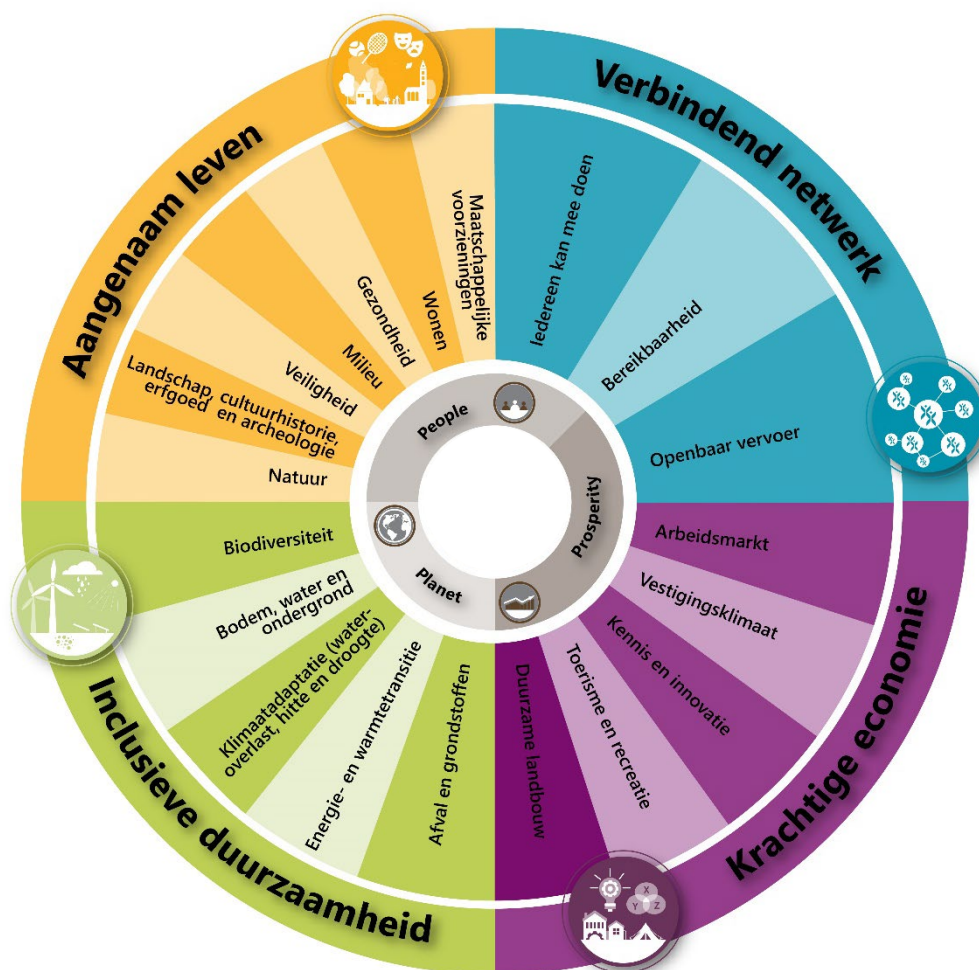 Aangenaam leven
Verbindend netwerk
Krachtige economie
Inclusieve duurzaamheid
Maatschappelijke
voorzieningen
Wonen
Gezondheid
Milieu
Veiligheid
Landschap, cultuurhistorie,
erfgoed en archeologie
Natuur
Iedereen kan mee doen
Bereikbaarheid
Openbaar vervoer
Arbeidsmarkt
Vestigingsklimaat
Kennis en innovatie
Toerisme en recreatie
Duurzame landbouw
Afval en grondstoffen
Energie- en warmtetransitie
Klimaatadaptatie (water-
overlast, hitte en droogte)
Bodem, water en
ondergrond
Biodiversiteit
People
Prosperity
Planet
X
Y
Z